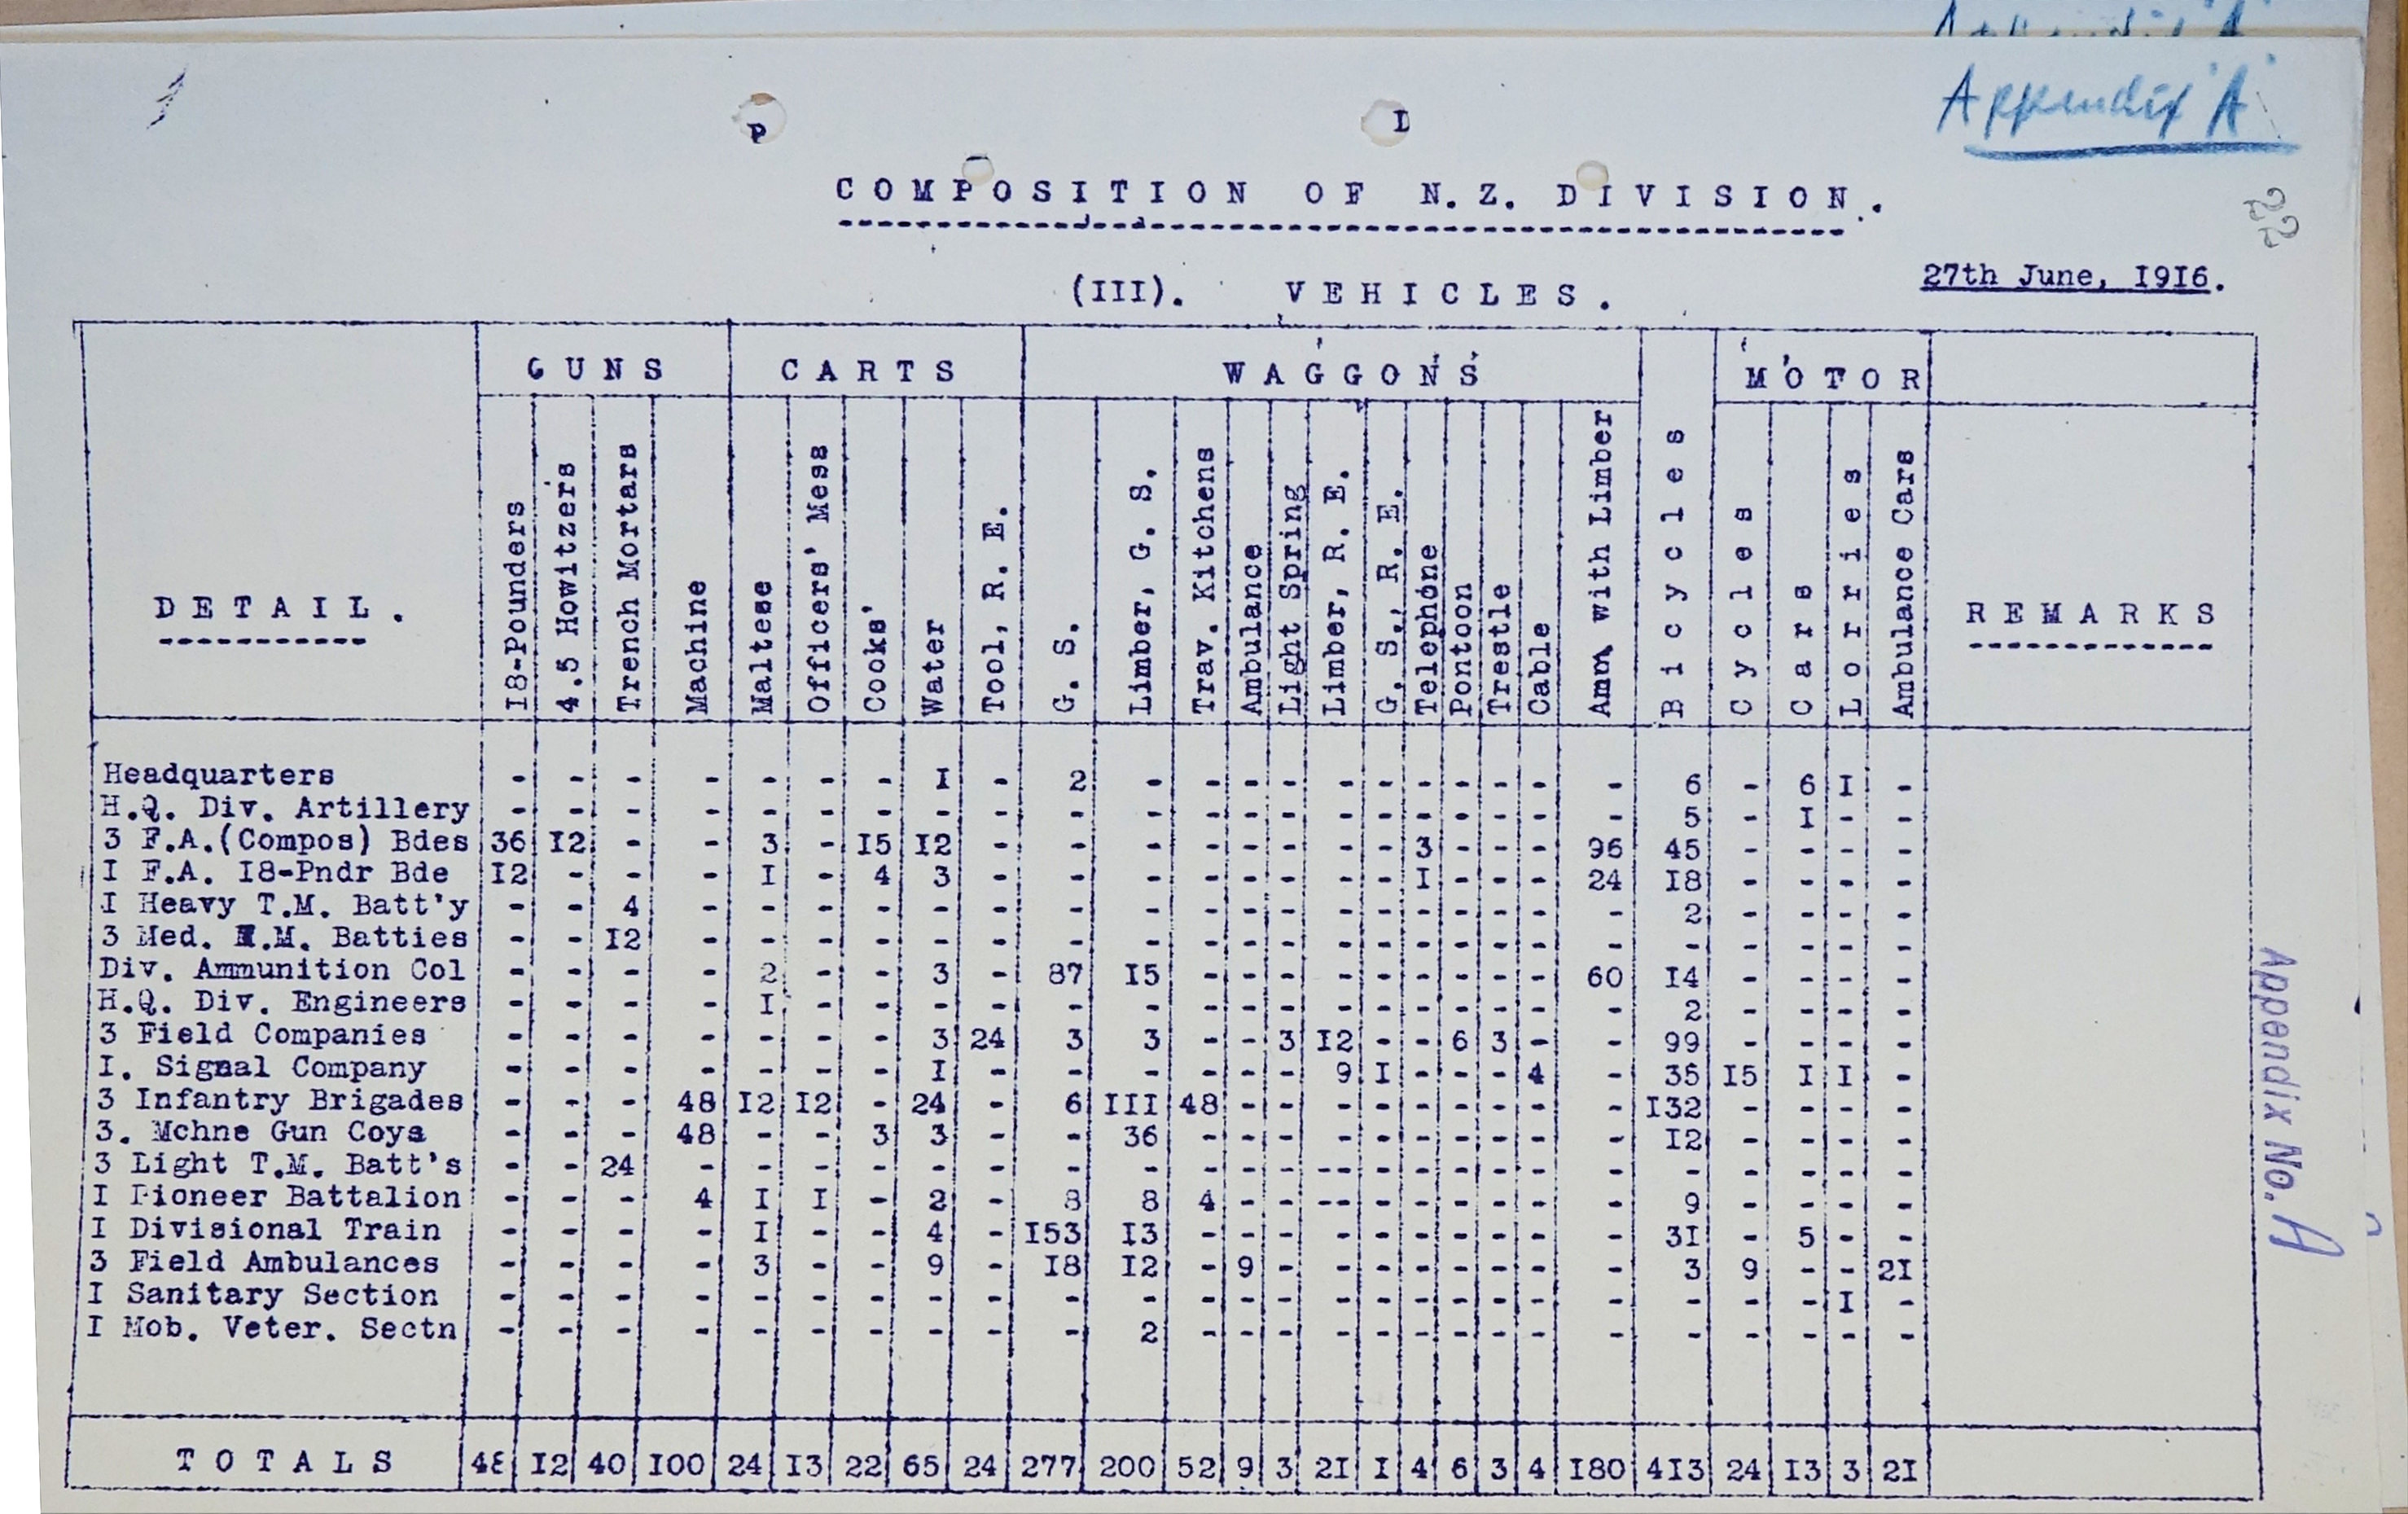 Appendix 'A'
Appendix 'A'
P I
COMPOSITION OF N.Z. DIVISION.
22
27th June, I9I6.
(III). VEHICLES.
GUNS CARTS WAGGONS MOTOR
DETAIL. I8-Pounders 4.5 Howitzers Trench Mortars Machine Maltese Officers' Mess Cooks' Water Tool, R. E. G. S. Limber, G. S. Trav. Kitchens Ambulance Light Spring Limber, R. E. G. S., R. E. Telephone Pontoon Trestle Cable Amm. with Limber Bicycles Cycles Cars Lorries Ambulance Cars REMARKS
Headquarters - - - - - - - I - 2 - - - - - - - - - - - 6 - 6 I -
H.Q. Div. Artillery - - - - - - - - - - - - - - - - - - - - - 5 - I - -
3 F.A.(Compos) Bdes 36 I2 - - 3 - I5 I2 - - - - - - - - 3 - - - 96 45 - - - -
I F.A. I8-Pndr Bde I2 - - - I - 4 3 - - - - - - - - I - - - 24 I8 - - - -
I Heavy T.M. Batt'y - - 4 - - - - - - - - - - - - - - - - - - 2 - - - -
3 Med. T.M. Batties - - I2 - - - - - - - - - - - - - - - - - - - - - - -
Div. Ammunition Col - - - - 2 - - 3 - 87 I5 - - - - - - - - - 60 I4 - - - -
H.Q. Div. Engineers - - - - I - - - - - - - - - - - - - - - - 2 - - - -
3 Field Companies - - - - - - - 3 24 3 3 - - 3 I2 - - 6 3 - - 99 - - - -
I. Signal Company - - - - - - - I - - - - - - 9 I - - - 4 - 35 I5 I I -
3 Infantry Brigades - - - 48 I2 I2 - 24 - 6 III 48 - - - - - - - - - I32 - - - -
3. Mchne Gun Coys - - - 48 - - 3 3 - - 36 - - - - - - - - - - I2 - - - -
3 Light T.M. Batt's - - 24 - - - - - - - - - - - -- - - - - - - - - - - -
I Pioneer Battalion - - - 4 I I - 2 - 8 8 4 - - -- - - - - - - 9 - - - -
I Divisional Train - - - - I - - 4 - I53 I3 - - - - - - - - - - 3I - 5 - -
3 Field Ambulances - - - - 3 - - 9 - I8 I2 - 9 - - - - - - - - 3 9 - - 2I
I Sanitary Section - - - - - - - - - - - - - - - - - - - - - - - - I -
I Mob. Veter. Sectn - - - - - - - - - - 2 - - - - - - - - - - - - - - -
TOTALS 48 I2 40 I00 24 I3 22 65 24 277 200 52 9 3 2I I 4 6 3 4 I80 4I3 24 I3 3 2I
Appendix No. A